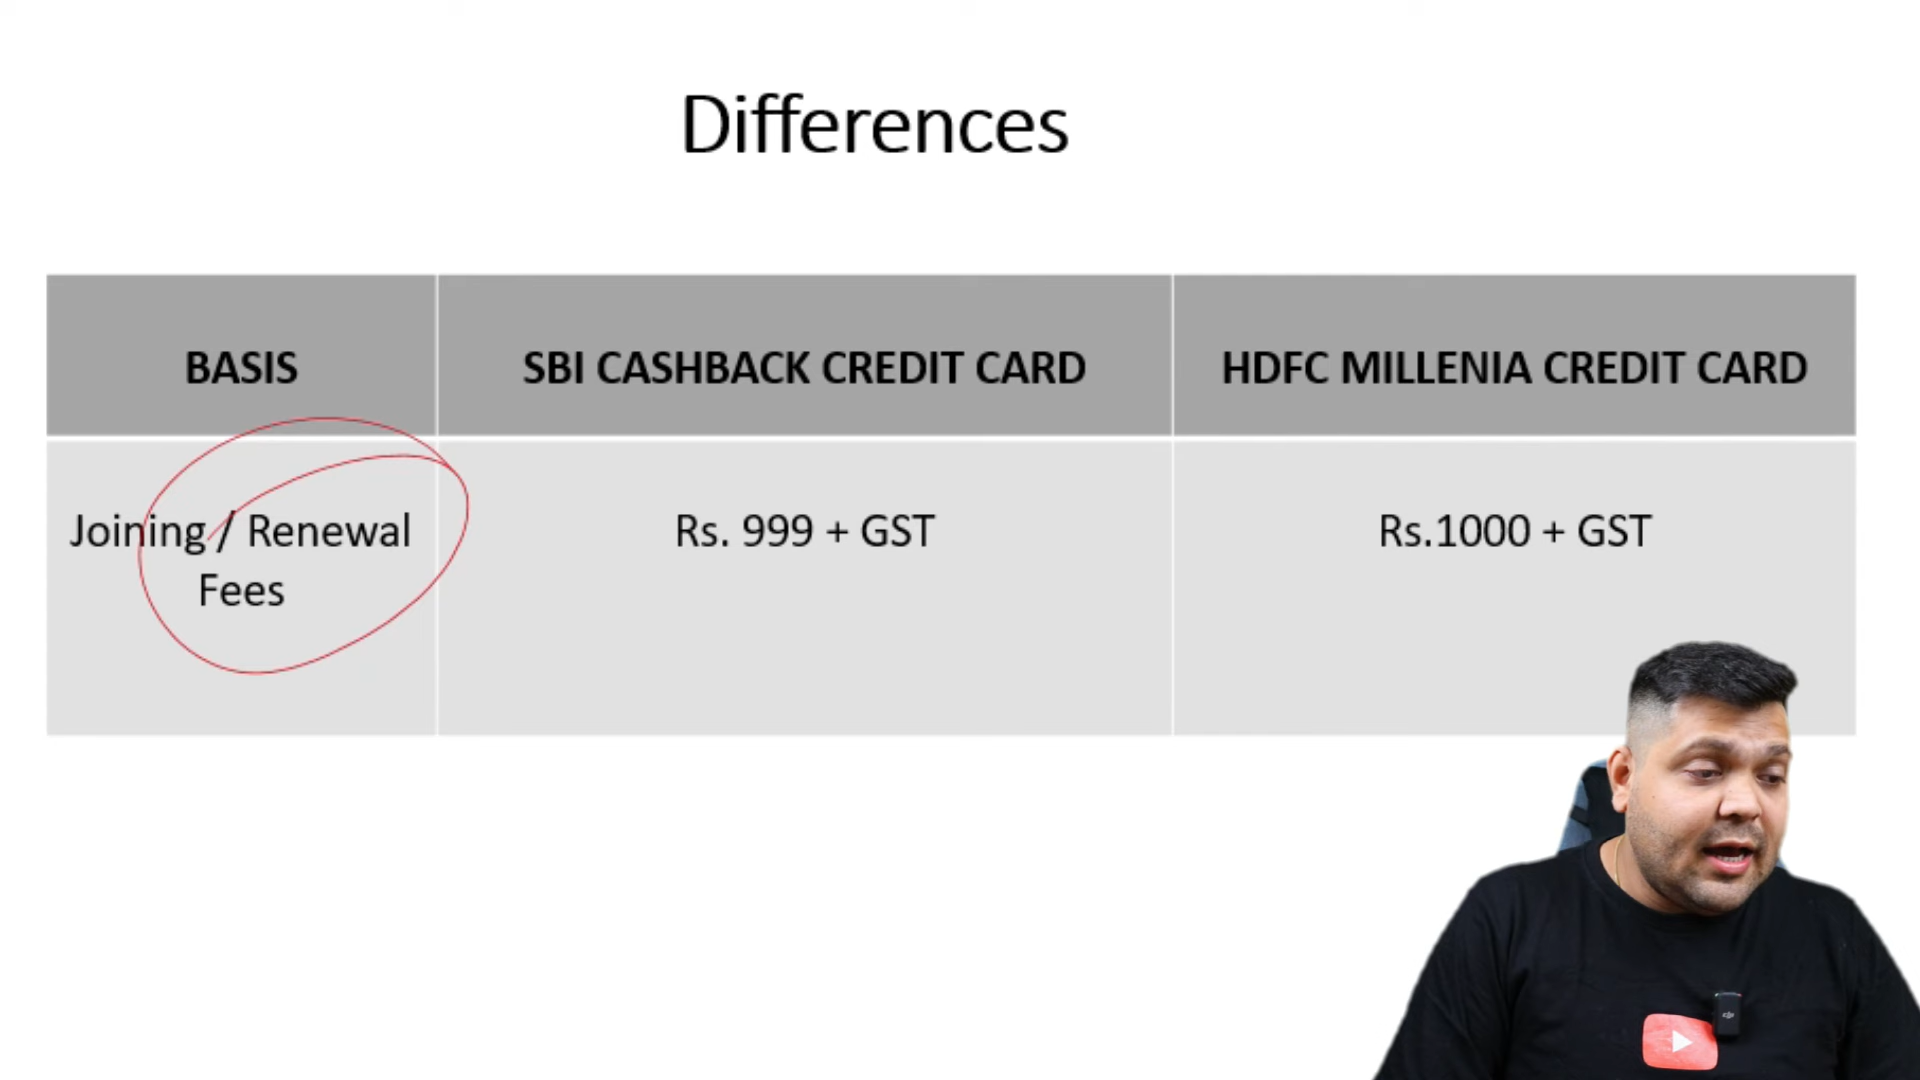 Differences
BASIS
SBI CASHBACK CREDIT CARD
HDFC MILLENIA CREDIT CARD
Joining / Renewal
Fees
Rs. 999 + GST
Rs.1000 + GST